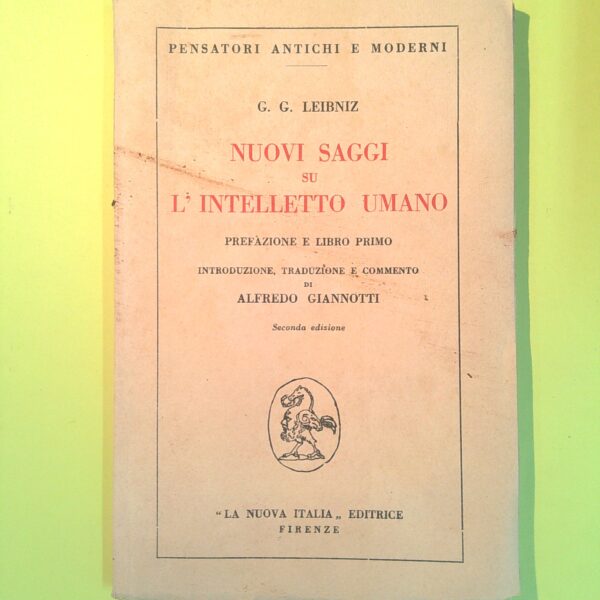 PENSATORI ANTICHI E MODERNI
G. G. LEIBNIZ
NUOVI SAGGI
SU
L'INTELLETTO UMANO
PREFAZIONE E LIBRO PRIMO
INTRODUZIONE, TRADUZIONE E COMMENTO
DI
ALFREDO GIANNOTTI
Seconda edizione
"LA NUOVA ITALIA„ EDITRICE
FIRENZE